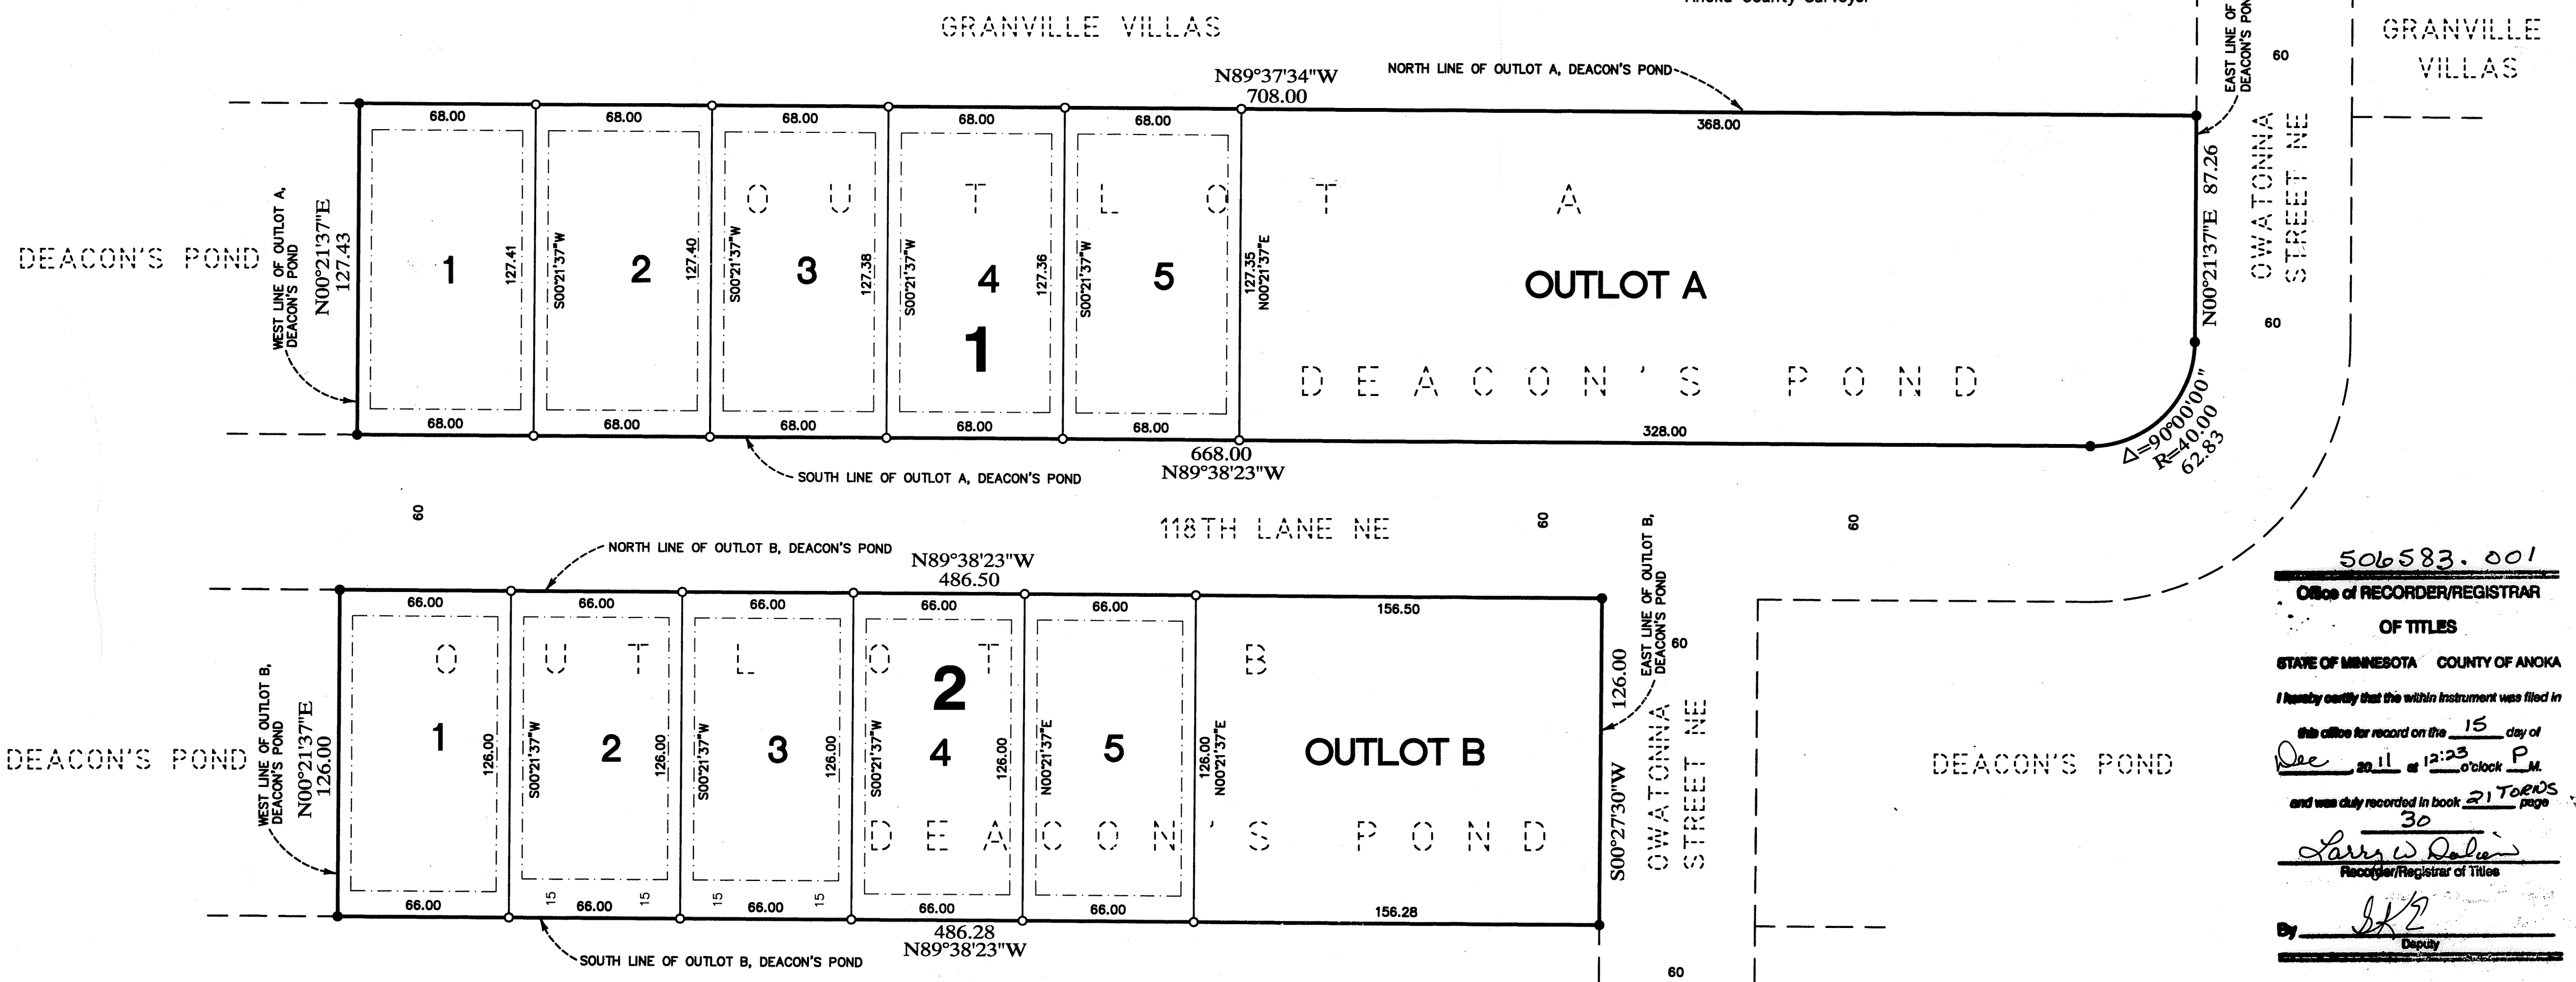 Anoka County Surveyor
GRANVILLE VILLAS
GRANVILLE
VILLAS
N89°37'34"W
708.00
NORTH LINE OF OUTLOT A, DEACON'S POND
EAST LINE OF
DEACON'S PON
60
68.00
68.00
68.00
68.00
68.00
368.00
OUTLOT A
DEACON'S POND
WEST LINE OF OUTLOT A,
DEACON'S POND
N00°21'37"E
127.43
1
127.41
S00°21'37"W
2
127.40
S00°21'37"W
3
127.38
S00°21'37"W
4
127.36
S00°21'37"W
5
127.35
N00°21'37"E
1
OUTLOT A
N00°21'37"E 87.26
OWATONNA
STREET NE
60
DEACON'S POND
68.00
68.00
68.00
68.00
68.00
328.00
Δ=90°00'00"
R=40.00
62.83
668.00
N89°38'23"W
SOUTH LINE OF OUTLOT A, DEACON'S POND
60
118TH LANE NE
60
60
NORTH LINE OF OUTLOT B, DEACON'S POND
N89°38'23"W
486.50
EAST LINE OF OUTLOT B,
DEACON'S POND
66.00
66.00
66.00
66.00
66.00
156.50
60
OUTLOT B
2
DEACON'S POND
WEST LINE OF OUTLOT B,
DEACON'S POND
N00°21'37"E
126.00
1
126.00
S00°21'37"W
2
126.00
S00°21'37"W
3
126.00
S00°21'37"W
4
126.00
N00°21'37"E
5
126.00
N00°21'37"E
OUTLOT B
126.00
S00°27'30"W
OWATONNA
STREET NE
DEACON'S POND
DEACON'S POND
15
15
15
15
66.00
66.00
66.00
66.00
66.00
156.28
486.28
N89°38'23"W
SOUTH LINE OF OUTLOT B, DEACON'S POND
60
506583.001
Office of RECORDER/REGISTRAR
OF TITLES
STATE OF MINNESOTA COUNTY OF ANOKA
I hereby certify that the within instrument was filed in
this office for record on the 15 day of
Dec 2011 at 12:23 o'clock P M.
and was duly recorded in book 21 TORNS page
30
Recorder/Registrar of Titles
By SKE
Deputy